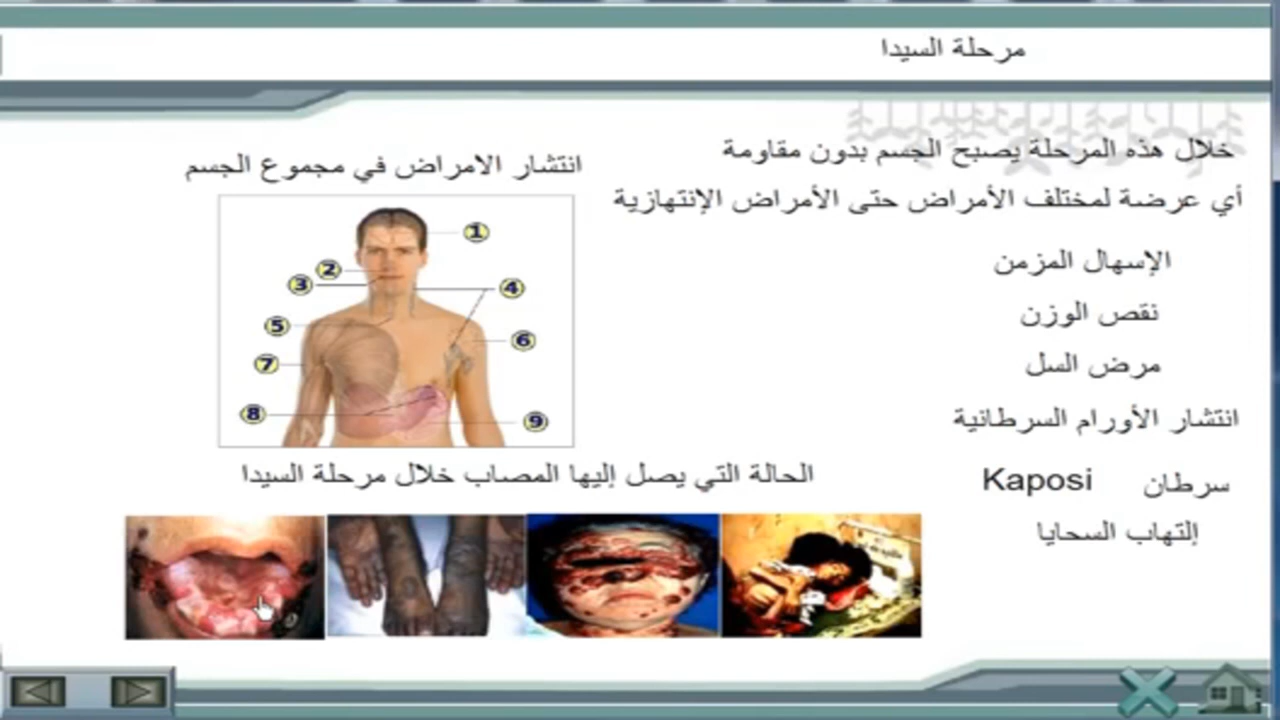 مرحلة السيدا
خلال هذه المرحلة يصبح الجسم بدون مقاومة
أي عرضة لمختلف الأمراض حتى الأمراض الإنتهازية
الإسهال المزمن
نقص الوزن
مرض السل
انتشار الأورام السرطانية
سرطان Kaposi
إلتهاب السحايا
انتشار الامراض في مجموع الجسم
1
2
3
4
5
6
7
8
9
الحالة التي يصل إليها المصاب خلال مرحلة السيدا